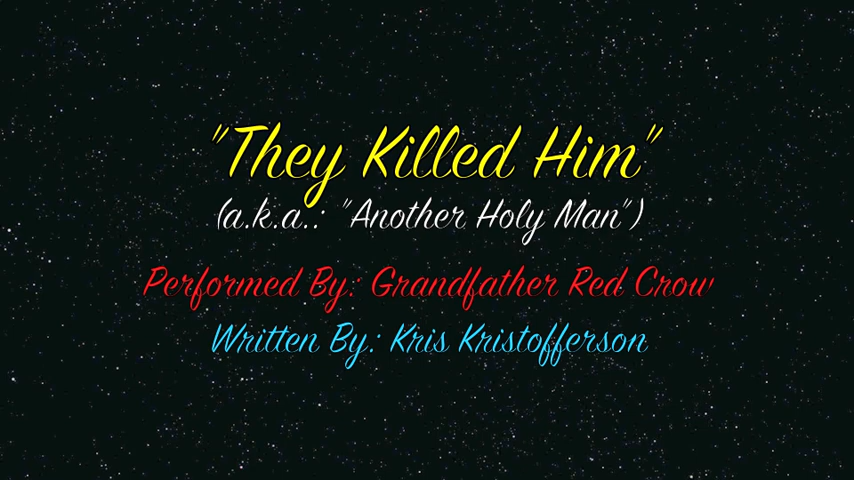 "They Killed Him"
(a.k.a.: "Another Holy Man")
Performed By: Grandfather Red Crow
Written By: Kris Kristofferson